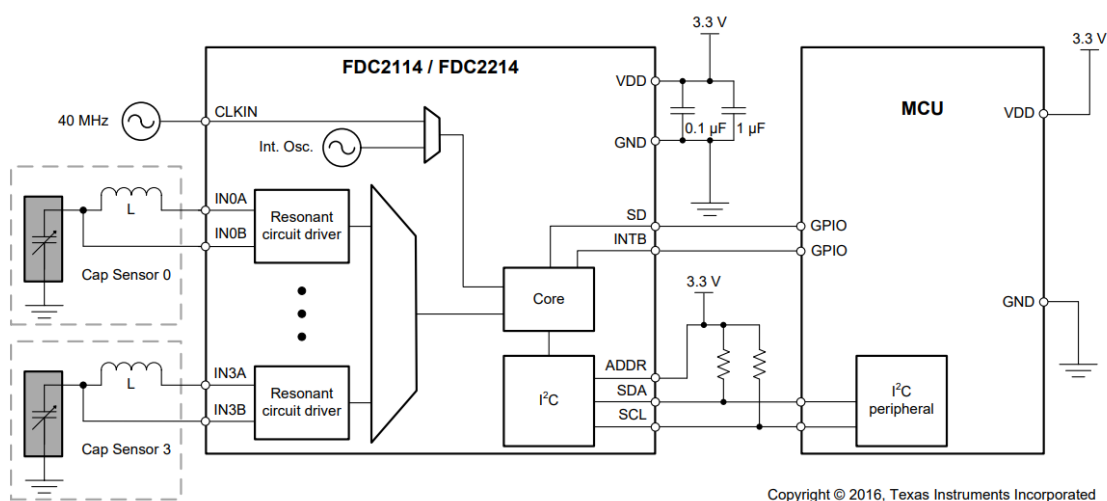 3.3 V
3.3 V
FDC2114 / FDC2214
MCU
VDD
VDD
CLKIN
40 MHz
0.1 µF
1 µF
Int. Osc.
GND
IN0A
L
Resonant
circuit driver
IN0B
SD
GPIO
INTB
GPIO
Cap Sensor 0
3.3 V
Core
GND
IN3A
L
Resonant
circuit driver
IN3B
ADDR
SDA
SCL
I²C
I²C
peripheral
Cap Sensor 3
Copyright © 2016, Texas Instruments Incorporated